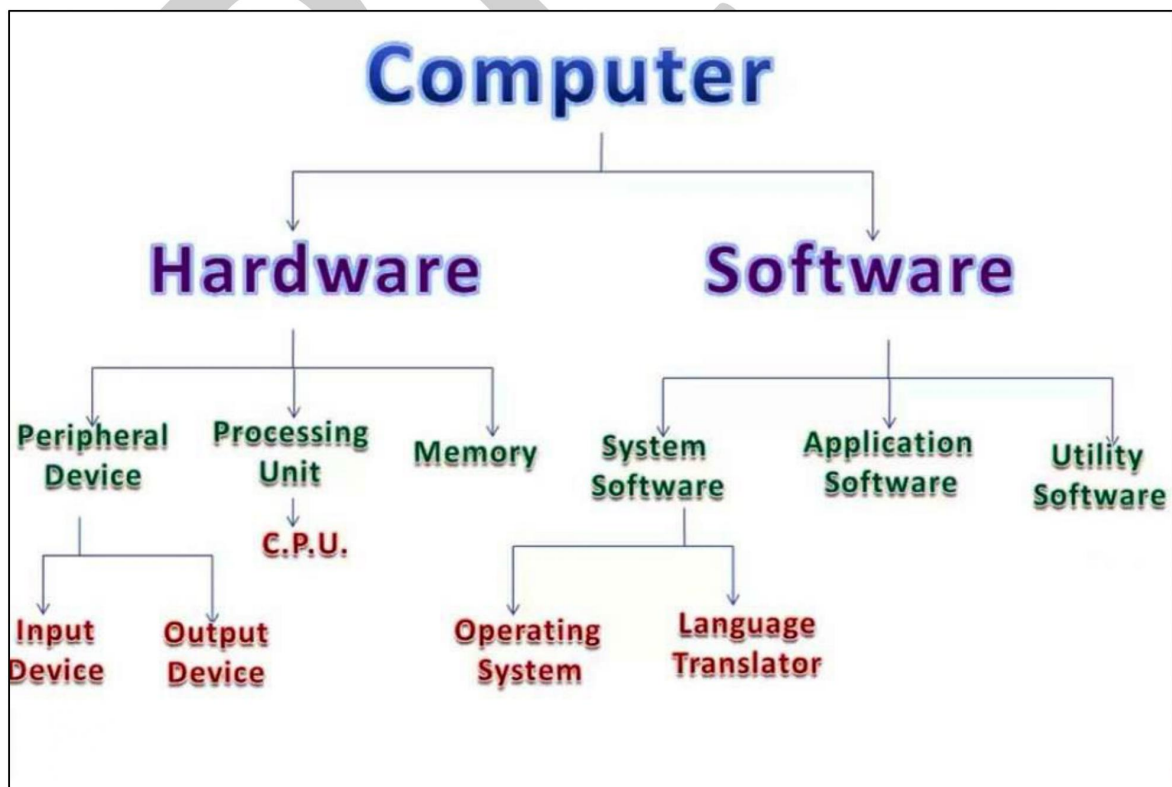 Computer
Hardware
Software
Peripheral
Device
Processing
Unit
Memory
System
Software
Application
Software
Utility
Software
C.P.U.
Input
Device
Output
Device
Operating
System
Language
Translator